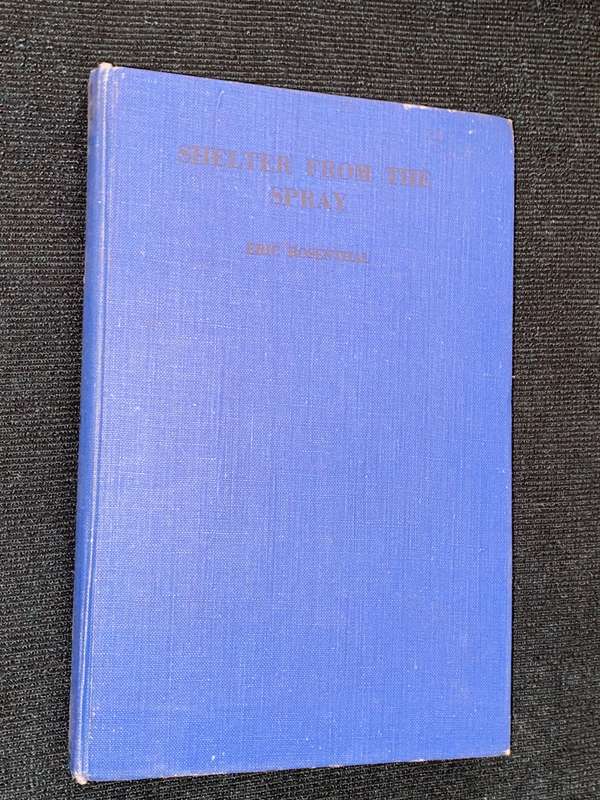 SHELTER FROM THE
SPRAY
ERIC ROSENTHAL